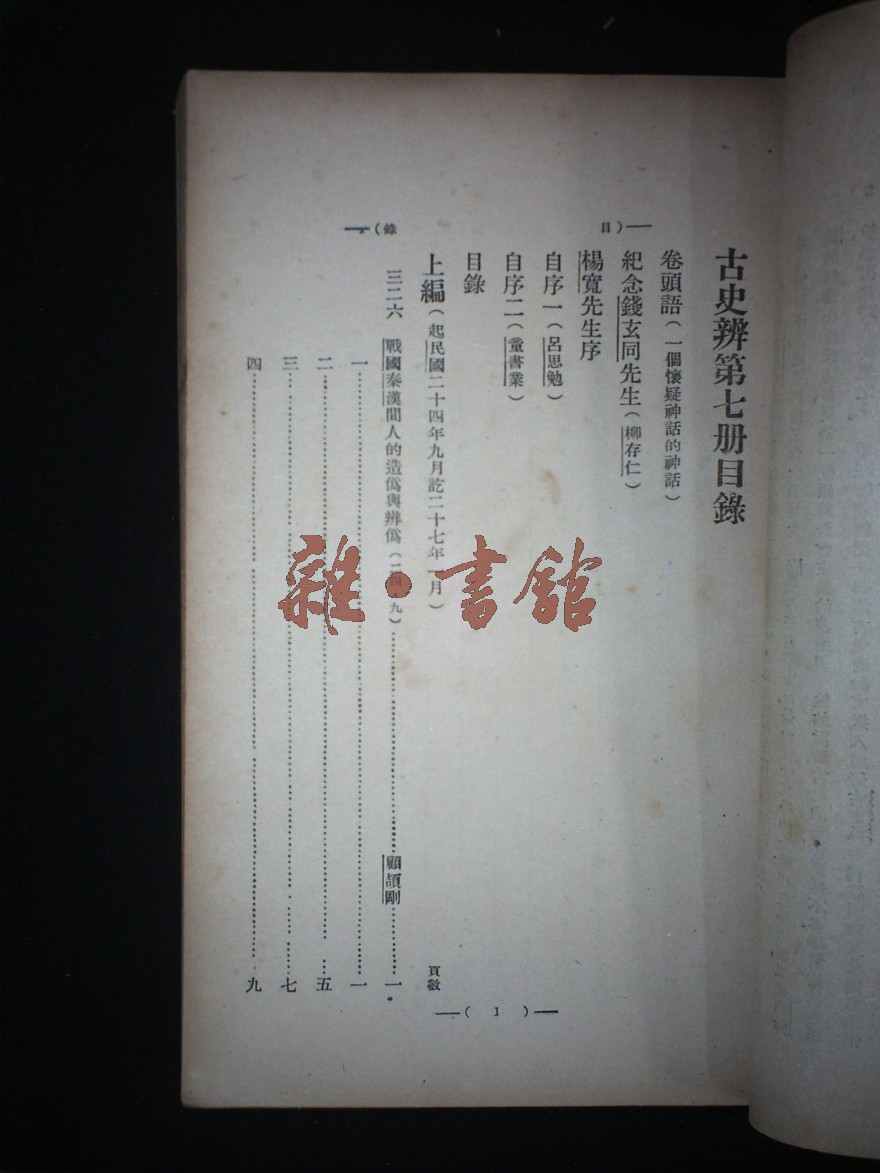 古史辨第七册目錄
卷頭語（一個懷疑神話的神話）
紀念錢玄同先生（柳存仁）
楊寬先生序
自序一（呂思勉）
自序二（童書業）
目錄
上編（起民國二十四年九月訖二十七年一月） 頁數
三二六 戰國秦漢間人的造僞與辨僞（二四，九）……顧頡剛……一
一……一
二……五
三……七
四……九
—（目
錄）—
—（ 1 ）—
雜·書館